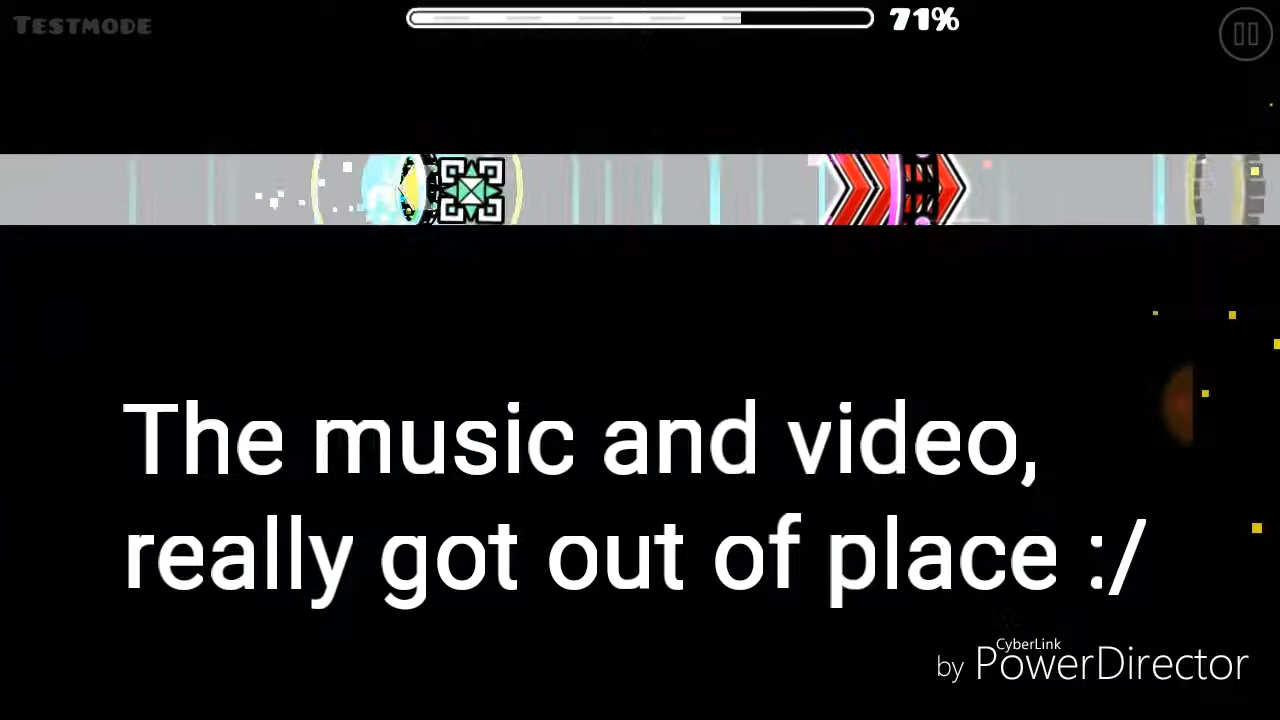 TESTMODE
71%
The music and video,
really got out of place :/
CyberLink
by PowerDirector